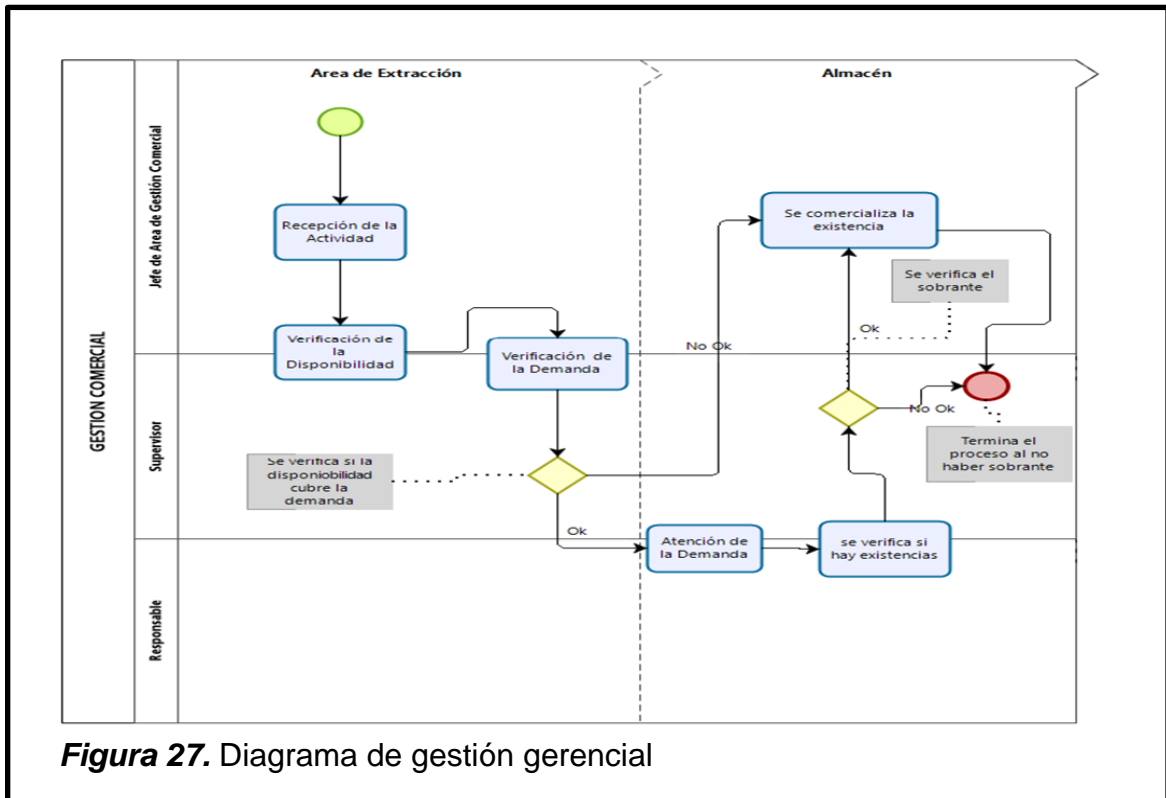 Area de Extracción
Almacén
GESTION COMERCIAL
Jefe de Area de Gestión Comercial
Supervisor
Responsable
Recepción de la
Actividad
Verificación de
la
Disponibilidad
Verificación de
la Demanda
Se verifica si la
disponiobilidad
cubre la
demanda
Ok
No Ok
Atención de
la Demanda
se verifica si
hay existencias
Se comercializa la
existencia
Se verifica el
sobrante
Ok
No Ok
Termina el
proceso al no
haber sobrante
Figura 27. Diagrama de gestión gerencial